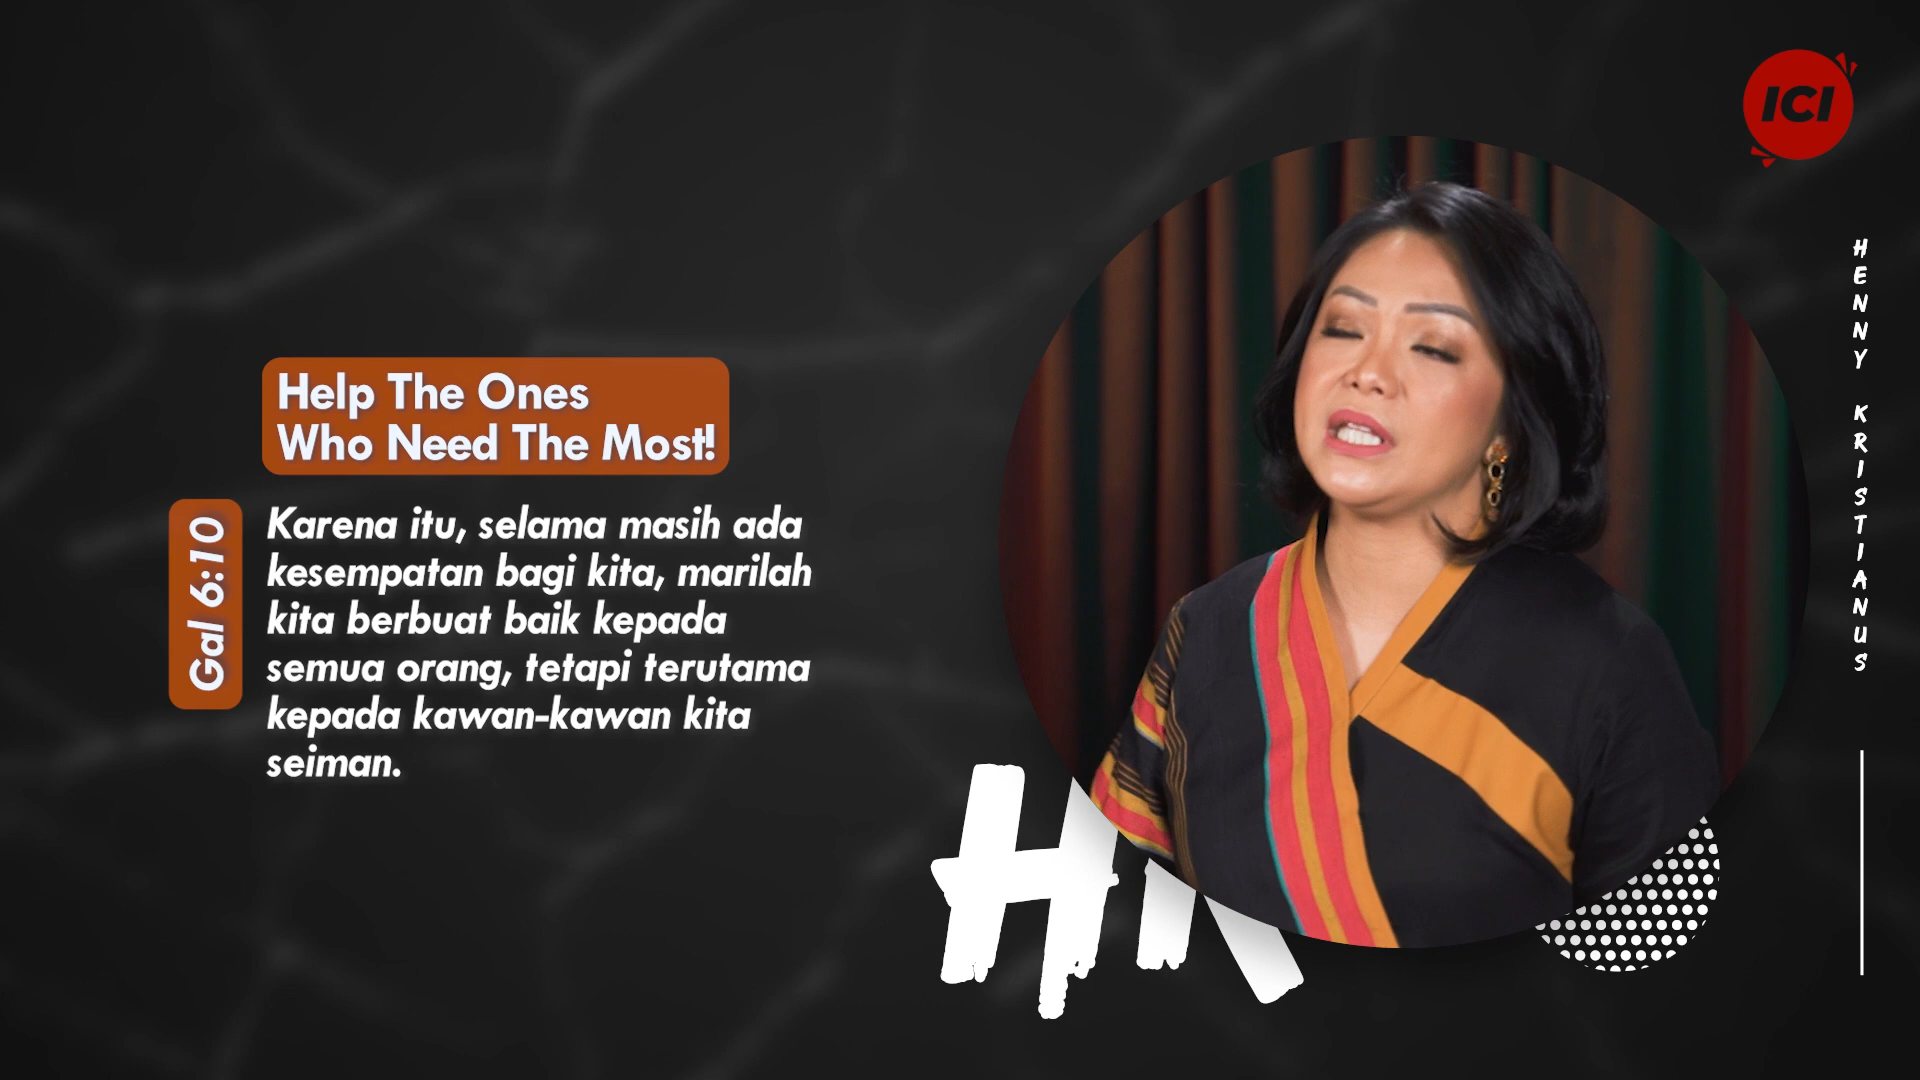 ICI
Help The Ones
Who Need The Most!
Gal 6:10
Karena itu, selama masih ada
kesempatan bagi kita, marilah
kita berbuat baik kepada
semua orang, tetapi terutama
kepada kawan-kawan kita
seiman.
HENNY KRISTIANUS
HK